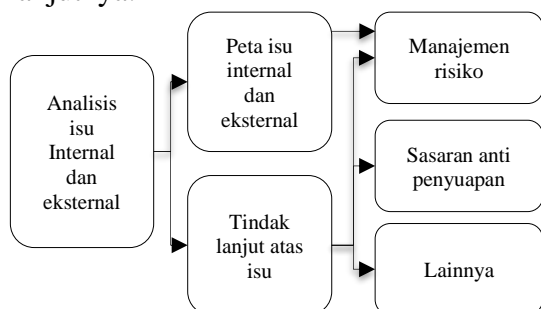 Analisis
isu
Internal
dan
eksternal
Peta isu
internal
dan
eksternal
Tindak
lanjut atas
isu
Manajemen
risiko
Sasaran anti
penyuapan
Lainnya